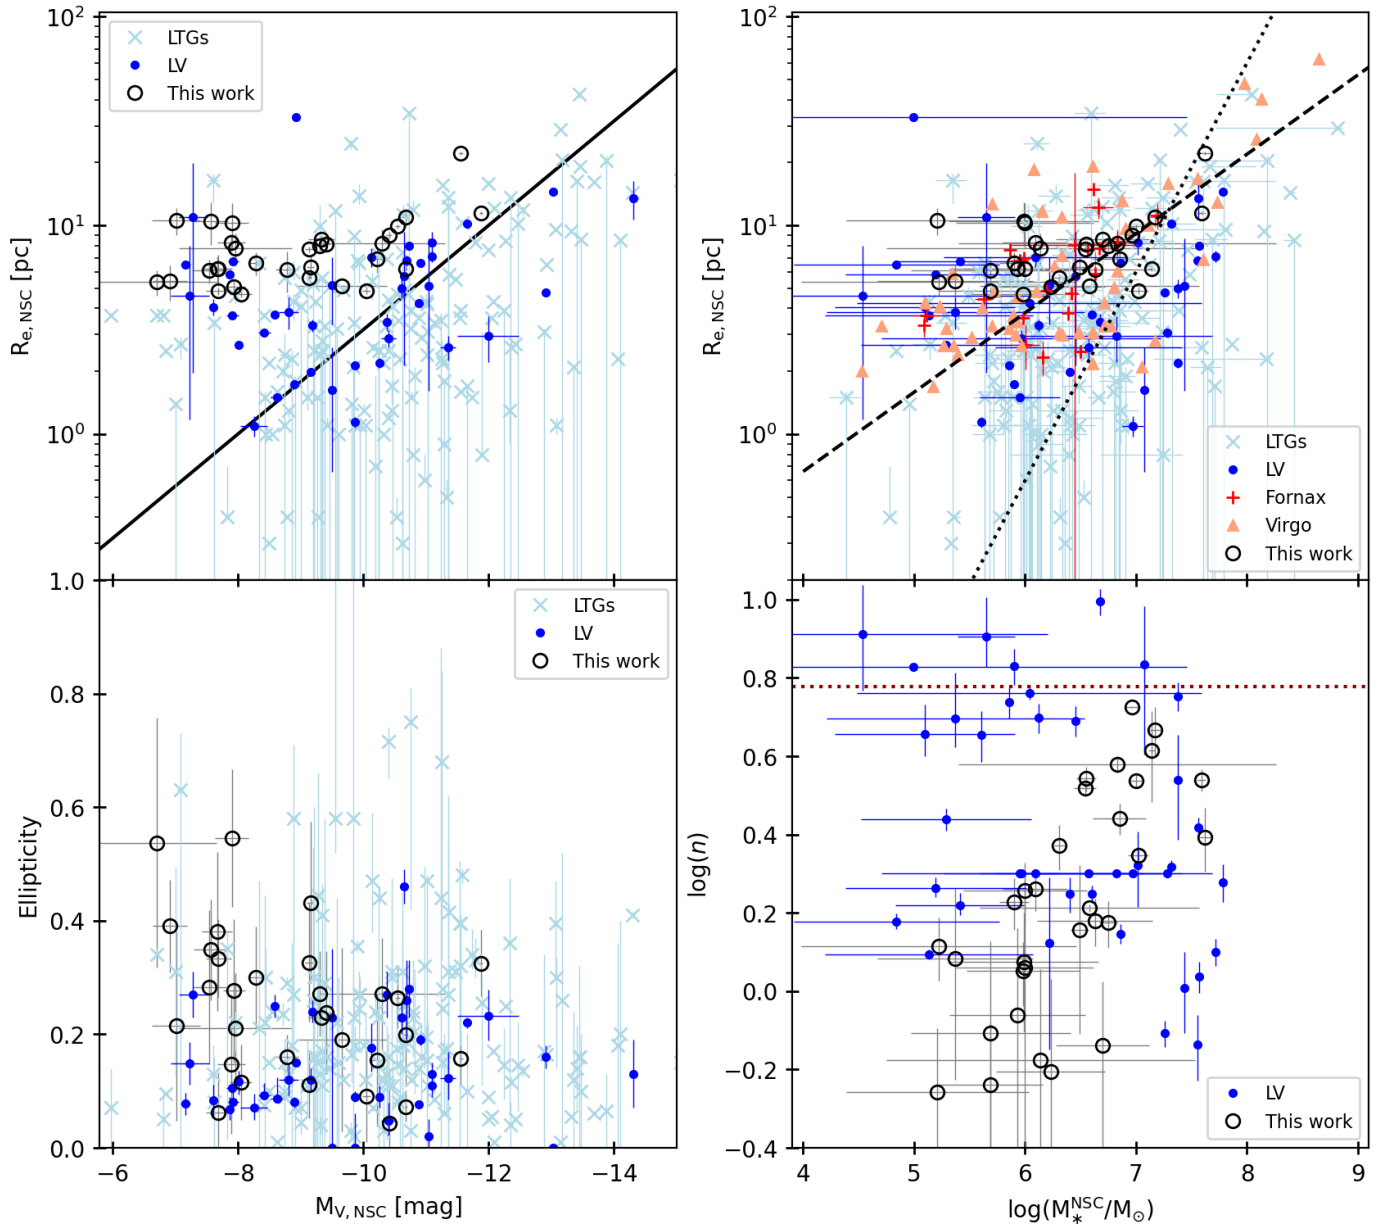 10²
10¹
10⁰
R_e,NSC [pc]
LTGs
LV
This work
10²
10¹
10⁰
R_e,NSC [pc]
LTGs
LV
Fornax
Virgo
This work
1.0
0.8
0.6
0.4
0.2
0.0
Ellipticity
LTGs
LV
This work
−6
−8
−10
−12
−14
M_V,NSC [mag]
1.0
0.8
0.6
0.4
0.2
0.0
−0.2
−0.4
log(n)
LV
This work
4
5
6
7
8
9
log(M_*^NSC/M_⊙)